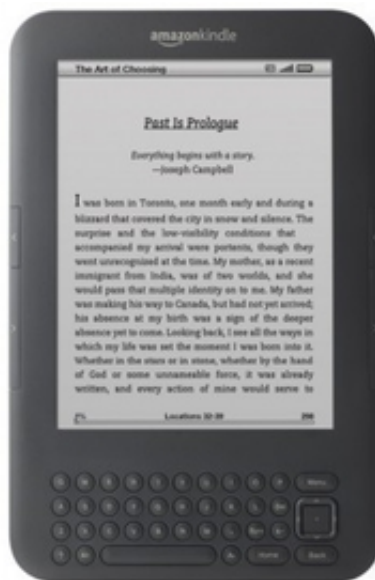 amazonkindle
The Art of Choosing
Past Is Prologue
Everything begins with a story.
—Joseph Campbell
I was born in Toronto, one month early and during a
blizzard that covered the city in snow and silence. The
surprise and the low-visibility conditions that
accompanied my arrival were portents, though they
went unrecognized at the time. My mother, as a recent
immigrant from India, was of two worlds, and she
would pass that multiple identity on to me. My father
was making his way to Canada, but had not yet arrived;
his absence at my birth was a sign of the deeper
absence yet to come. Looking back, I see all the ways in
which my life was set the moment I was born into it.
Whether in the stars or in stone, whether by the hand
of God or some unnameable force, it was already
written, and every action of mine would serve to
Locations 32-39
Menu
Home Back